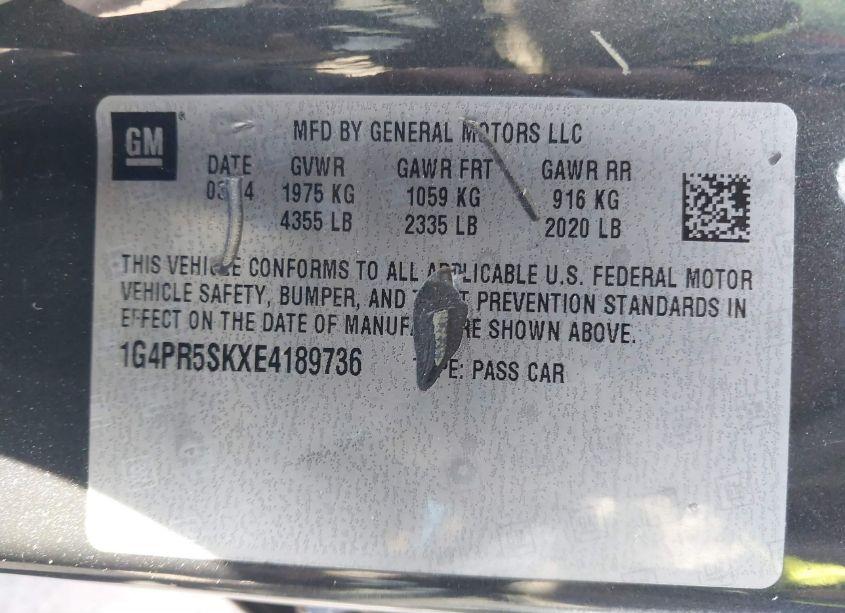 GM ®
MFD BY GENERAL MOTORS LLC
DATE GVWR GAWR FRT GAWR RR
1975 KG 1059 KG 916 KG
4355 LB 2335 LB 2020 LB
THIS VEHICLE CONFORMS TO ALL APPLICABLE U.S. FEDERAL MOTOR
VEHICLE SAFETY, BUMPER, AND PREVENTION STANDARDS IN
EFFECT ON THE DATE OF SHOWN ABOVE.
1G4PR5SKXE4189736 TYPE: PASS CAR